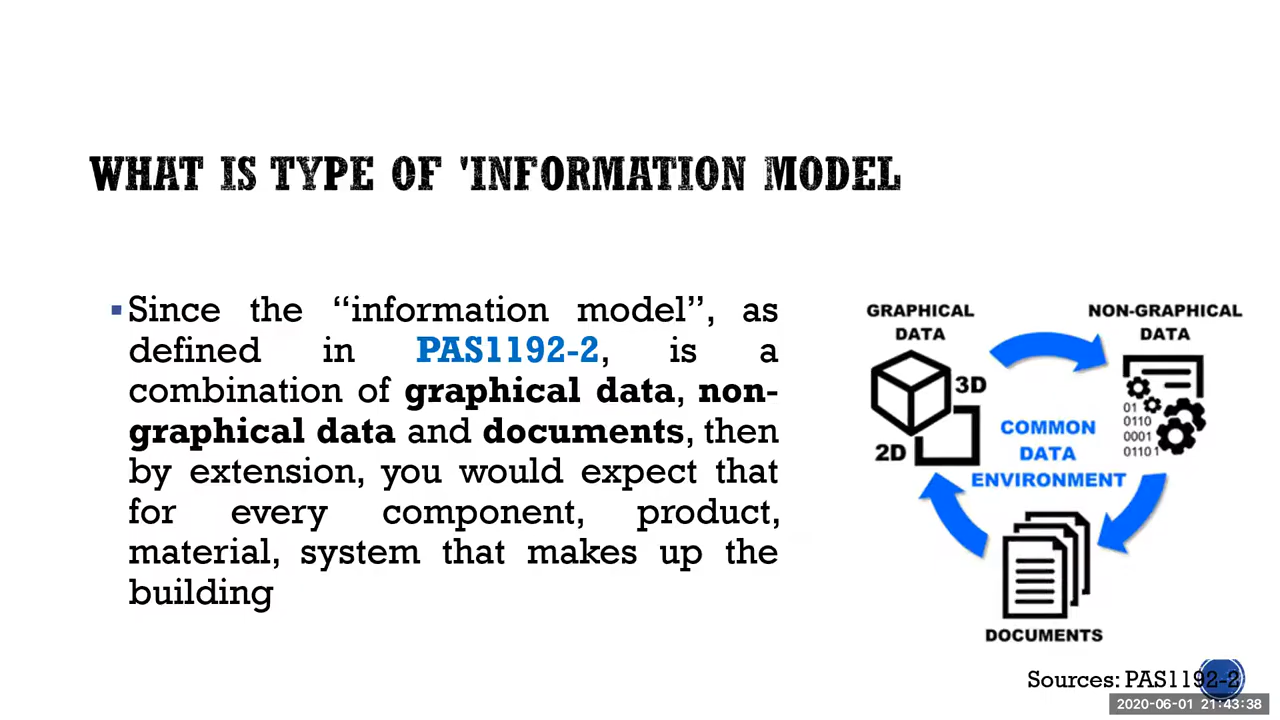 WHAT IS TYPE OF 'INFORMATION MODEL
Since the “information model”, as
defined in PAS1192-2, is a
combination of graphical data, non-
graphical data and documents, then
by extension, you would expect that
for every component, product,
material, system that makes up the
building
GRAPHICAL
DATA
NON-GRAPHICAL
DATA
3D
2D
COMMON
DATA
ENVIRONMENT
01
0110
0001
01101
DOCUMENTS
Sources: PAS1192-2
2020-06-01 21:43:38